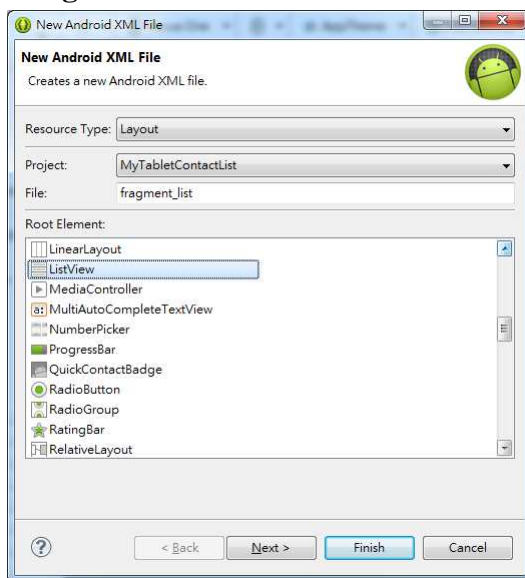 New Android XML File
New Android XML File
Creates a new Android XML file.
Resource Type: Layout
Project: MyTabletContactList
File: fragment_list
Root Element:
LinearLayout
ListView
MediaController
a: MultiAutoCompleteTextView
NumberPicker
ProgressBar
QuickContactBadge
RadioButton
RadioGroup
RatingBar
RelativeLayout
? < Back Next > Finish Cancel